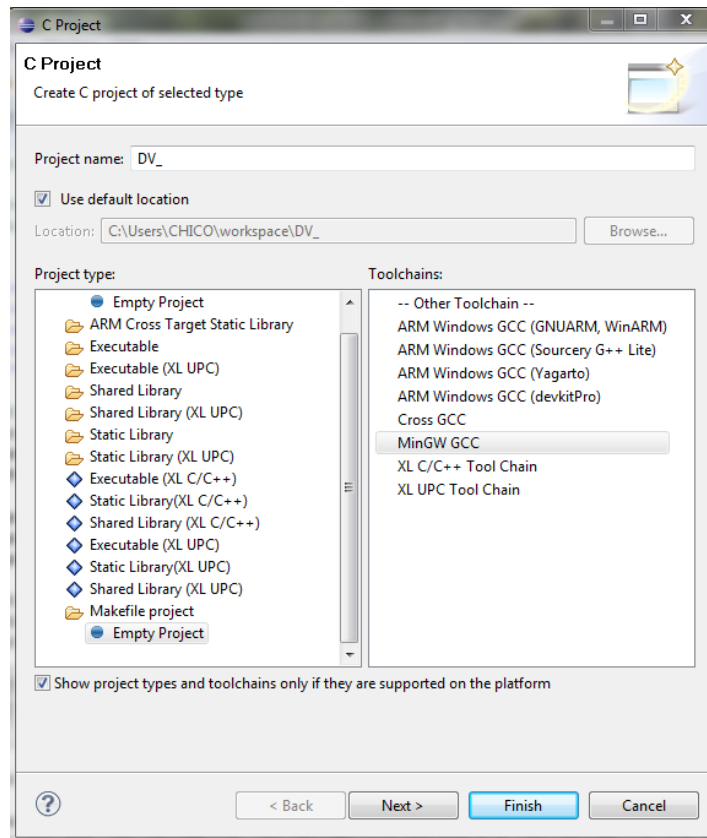 C Project
C Project
Create C project of selected type
Project name: DV_
Use default location
Location: C:\Users\CHICO\workspace\DV_ Browse...
Project type:
Empty Project
ARM Cross Target Static Library
Executable
Executable (XL UPC)
Shared Library
Shared Library (XL UPC)
Static Library
Static Library (XL UPC)
Executable (XL C/C++)
Static Library(XL C/C++)
Shared Library (XL C/C++)
Executable (XL UPC)
Static Library(XL UPC)
Shared Library (XL UPC)
Makefile project
Empty Project
Toolchains:
-- Other Toolchain --
ARM Windows GCC (GNUARM, WinARM)
ARM Windows GCC (Sourcery G++ Lite)
ARM Windows GCC (Yagarto)
ARM Windows GCC (devkitPro)
Cross GCC
MinGW GCC
XL C/C++ Tool Chain
XL UPC Tool Chain
Show project types and toolchains only if they are supported on the platform
? < Back Next > Finish Cancel